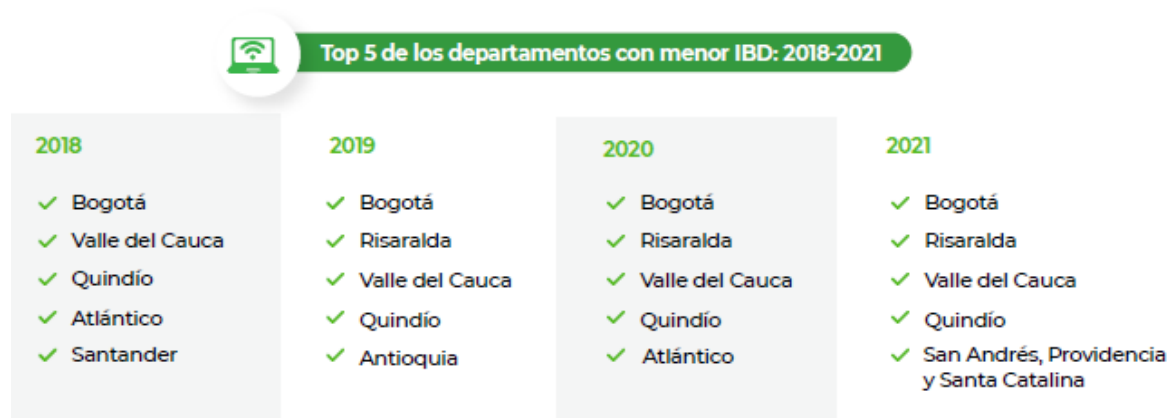 Top 5 de los departamentos con menor IBD: 2018-2021
2018
Bogotá
Valle del Cauca
Quindío
Atlántico
Santander
2019
Bogotá
Risaralda
Valle del Cauca
Quindío
Antioquia
2020
Bogotá
Risaralda
Valle del Cauca
Quindío
Atlántico
2021
Bogotá
Risaralda
Valle del Cauca
Quindío
San Andrés, Providencia
y Santa Catalina